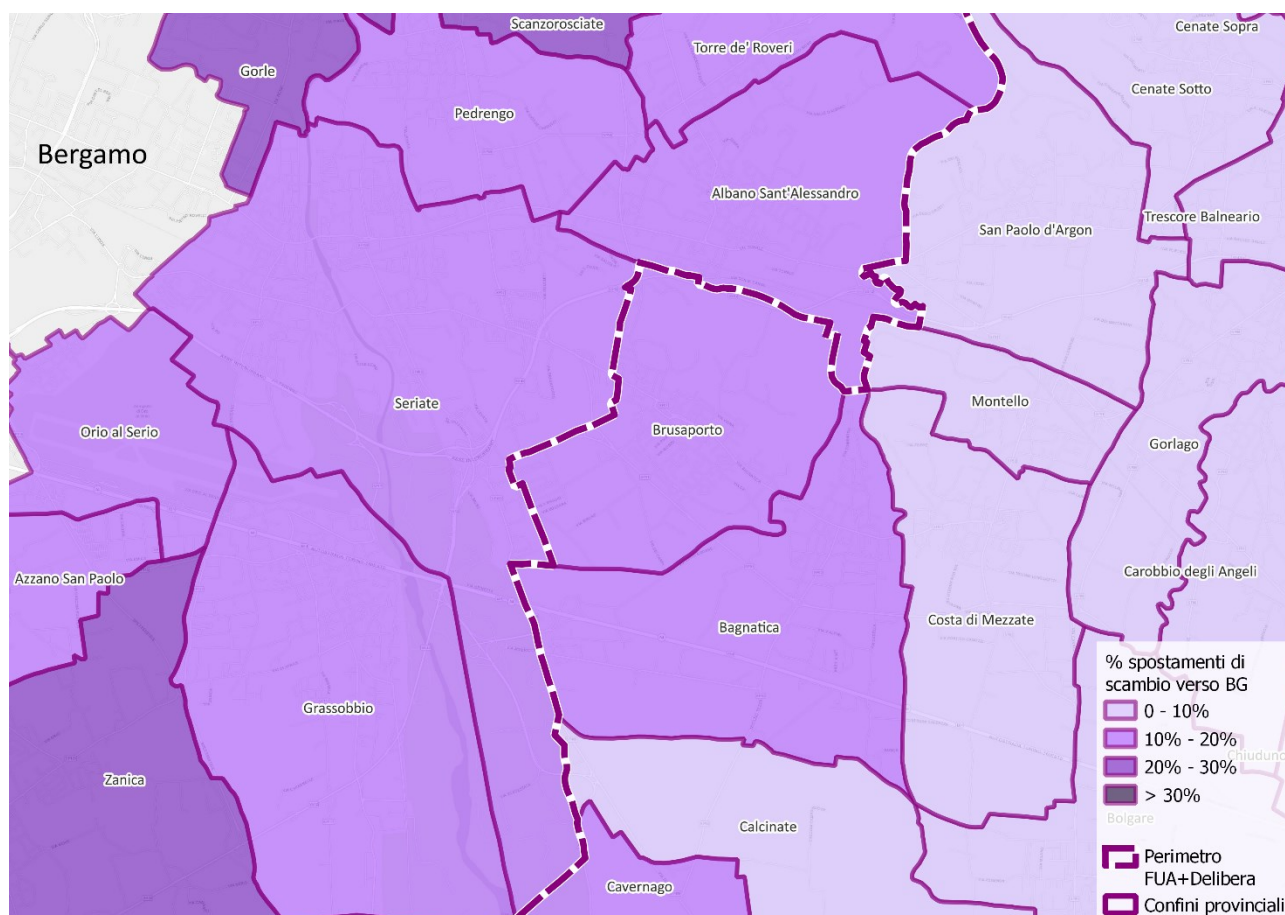 Scanzorosciate
Cenate Sopra
Torre de' Roveri
Gorle
Cenate Sotto
Pedrengo
Bergamo
Albano Sant'Alessandro
Trescore Balneario
San Paolo d'Argon
Seriate
Montello
Orio al Serio
Brusaporto
Gorlago
Azzano San Paolo
Carobbio degli Angeli
Costa di Mezzate
Bagnatica
Grassobbio
Zanica
Calcinate
Cavernago
% spostamenti di
scambio verso BG
0 - 10%
10% - 20%
20% - 30%
Chiuduno
> 30%
Bolgare
Perimetro
FUA+Delibera
Confini provinciali